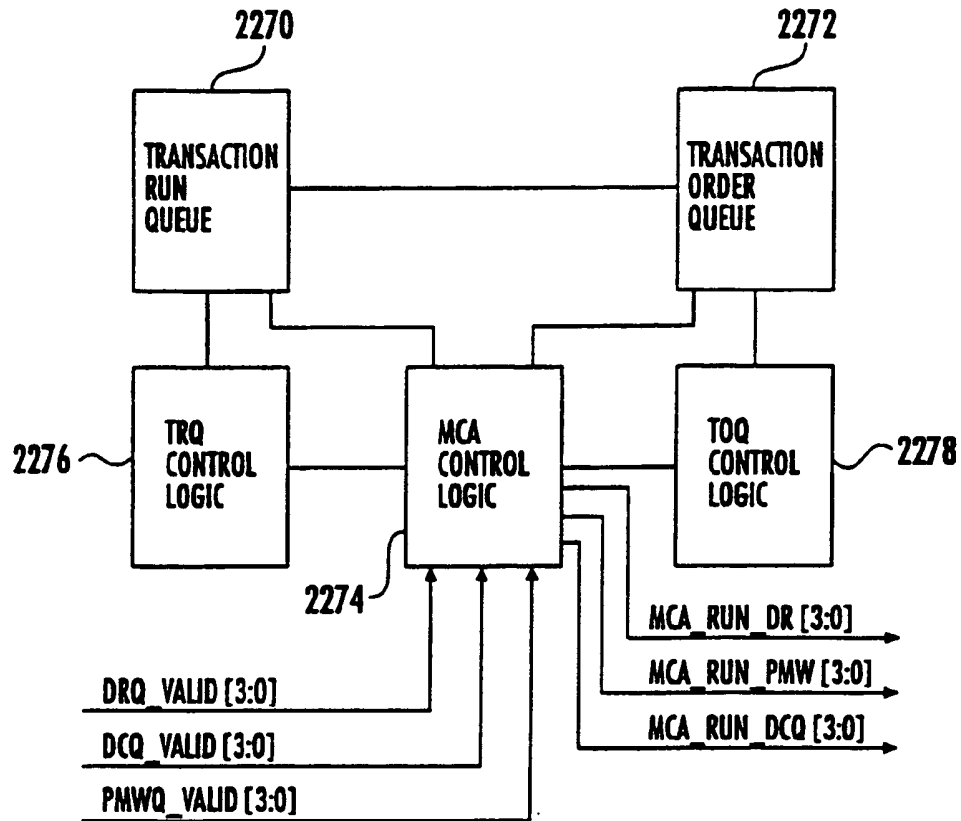 2270
2272
TRANSACTION
RUN
QUEUE
TRANSACTION
ORDER
QUEUE
2276
TRQ
CONTROL
LOGIC
MCA
CONTROL
LOGIC
TOQ
CONTROL
LOGIC
2278
2274
MCA_RUN_DR [3:0]
MCA_RUN_PMW [3:0]
MCA_RUN_DCQ [3:0]
DRQ_VALID [3:0]
DCQ_VALID [3:0]
PMWQ_VALID [3:0]